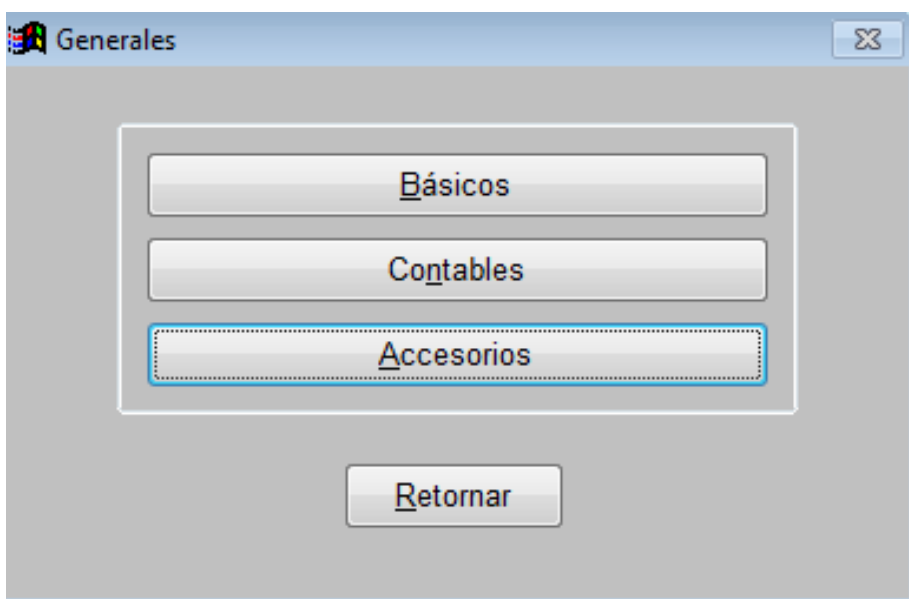 Generales
Básicos
Contables
Accesorios
Retornar